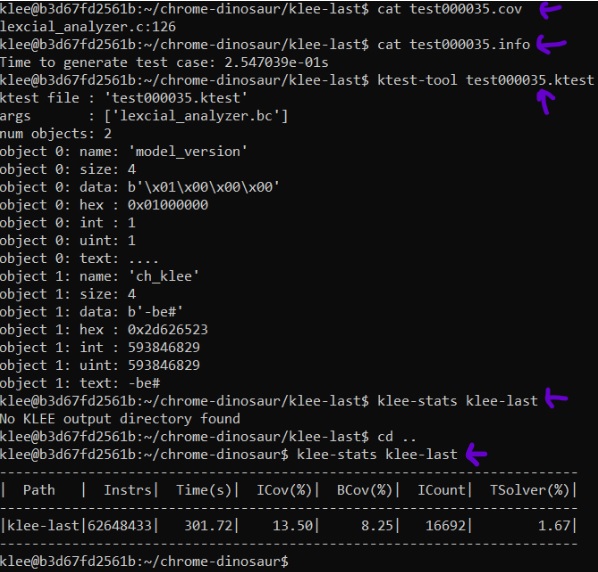 klee@b3d67fd2561b:~/chrome-dinosaur/klee-last$ cat test000035.cov
lexcial_analyzer.c:126
klee@b3d67fd2561b:~/chrome-dinosaur/klee-last$ cat test000035.info
Time to generate test case: 2.547039e-01s
klee@b3d67fd2561b:~/chrome-dinosaur/klee-last$ ktest-tool test000035.ktest
ktest file : 'test000035.ktest'
args       : ['lexcial_analyzer.bc']
num objects: 2
object 0: name: 'model_version'
object 0: size: 4
object 0: data: b'\x01\x00\x00\x00'
object 0: hex : 0x01000000
object 0: int : 1
object 0: uint: 1
object 0: text: ....
object 1: name: 'ch_klee'
object 1: size: 4
object 1: data: b'-be#'
object 1: hex : 0x2d626523
object 1: int : 593846829
object 1: uint: 593846829
object 1: text: -be#
klee@b3d67fd2561b:~/chrome-dinosaur/klee-last$ klee-stats klee-last
No KLEE output directory found
klee@b3d67fd2561b:~/chrome-dinosaur/klee-last$ cd ..
klee@b3d67fd2561b:~/chrome-dinosaur$ klee-stats klee-last
------------------------------------------------------------------------
|  Path   |  Instrs|  Time(s)|  ICov(%)|  BCov(%)|  ICount|  TSolver(%)|
------------------------------------------------------------------------
|klee-last|62648433|   301.72|    13.50|     8.25|   16692|        1.67|
------------------------------------------------------------------------
klee@b3d67fd2561b:~/chrome-dinosaur$